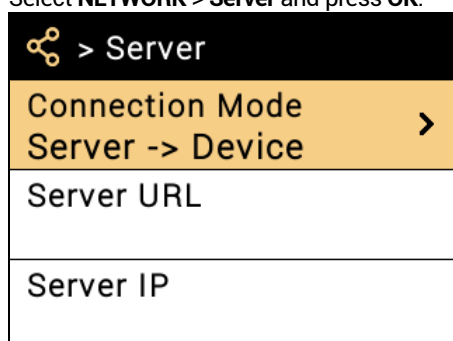 Select NETWORK > Server and press OK.
> Server
Connection Mode
Server -> Device
>
Server URL
Server IP